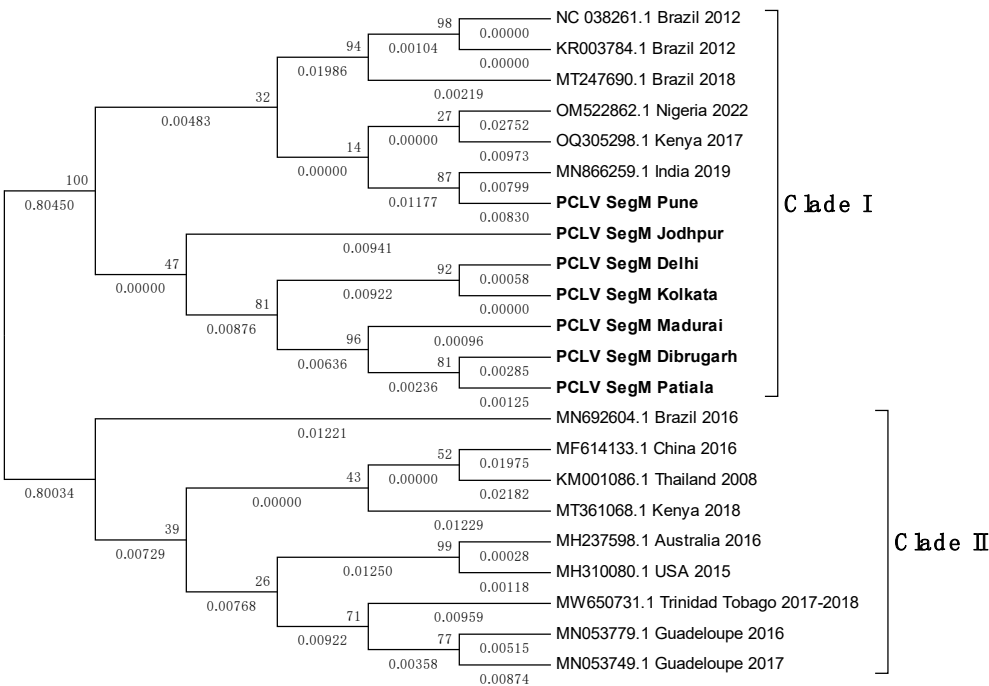 NC 038261.1 Brazil 2012
98
0.00000
94
0.00104
KR003784.1 Brazil 2012
0.00000
32
0.01986
MT247690.1 Brazil 2018
0.00219
0.00483
27
OM522862.1 Nigeria 2022
0.02752
14
0.00000
OQ305298.1 Kenya 2017
0.00973
0.00000
87
MN866259.1 India 2019
0.00799
0.01177
PCLV SegM Pune
0.00830
100
0.80450
Clade I
PCLV SegM Jodhpur
0.00941
47
0.00000
92
PCLV SegM Delhi
0.00058
0.00922
PCLV SegM Kolkata
0.00000
81
0.00876
96
PCLV SegM Madurai
0.00096
0.00636
81
PCLV SegM Dibrugarh
0.00285
0.00236
PCLV SegM Patiala
0.00125
MN692604.1 Brazil 2016
0.01221
52
MF614133.1 China 2016
0.01975
43
0.00000
KM001086.1 Thailand 2008
0.02182
0.80034
0.00000
MT361068.1 Kenya 2018
0.01229
39
0.00729
99
MH237598.1 Australia 2016
0.00028
Clade II
0.01250
MH310080.1 USA 2015
0.00118
26
0.00768
71
MW650731.1 Trinidad Tobago 2017-2018
0.00959
0.00922
77
MN053779.1 Guadeloupe 2016
0.00515
0.00358
MN053749.1 Guadeloupe 2017
0.00874